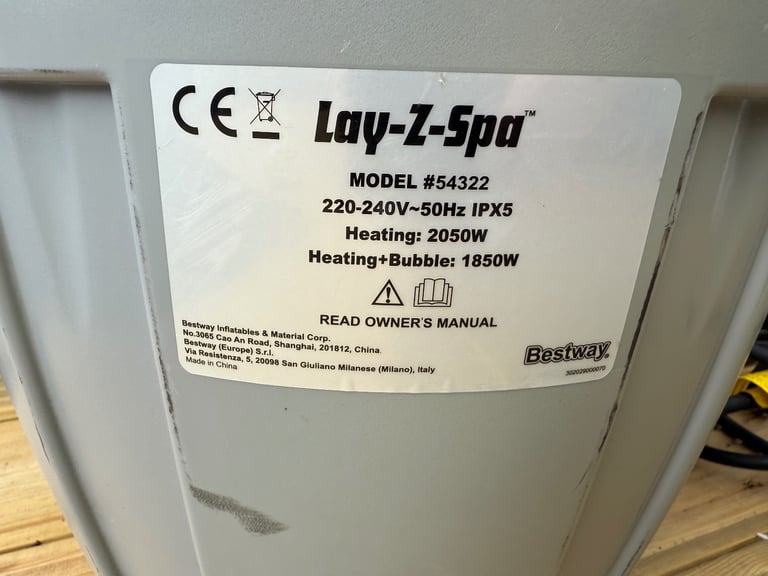 CE
Lay-Z-Spa™
MODEL #54322
220-240V~50Hz IPX5
Heating: 2050W
Heating+Bubble: 1850W
READ OWNER'S MANUAL
Bestway Inflatables & Material Corp.
No.3065 Cao An Road, Shanghai, 201812, China.
Bestway (Europe) S.r.l.
Via Resistenza, 5, 20098 San Giuliano Milanese (Milano), Italy
Made in China
Bestway®
302029000070